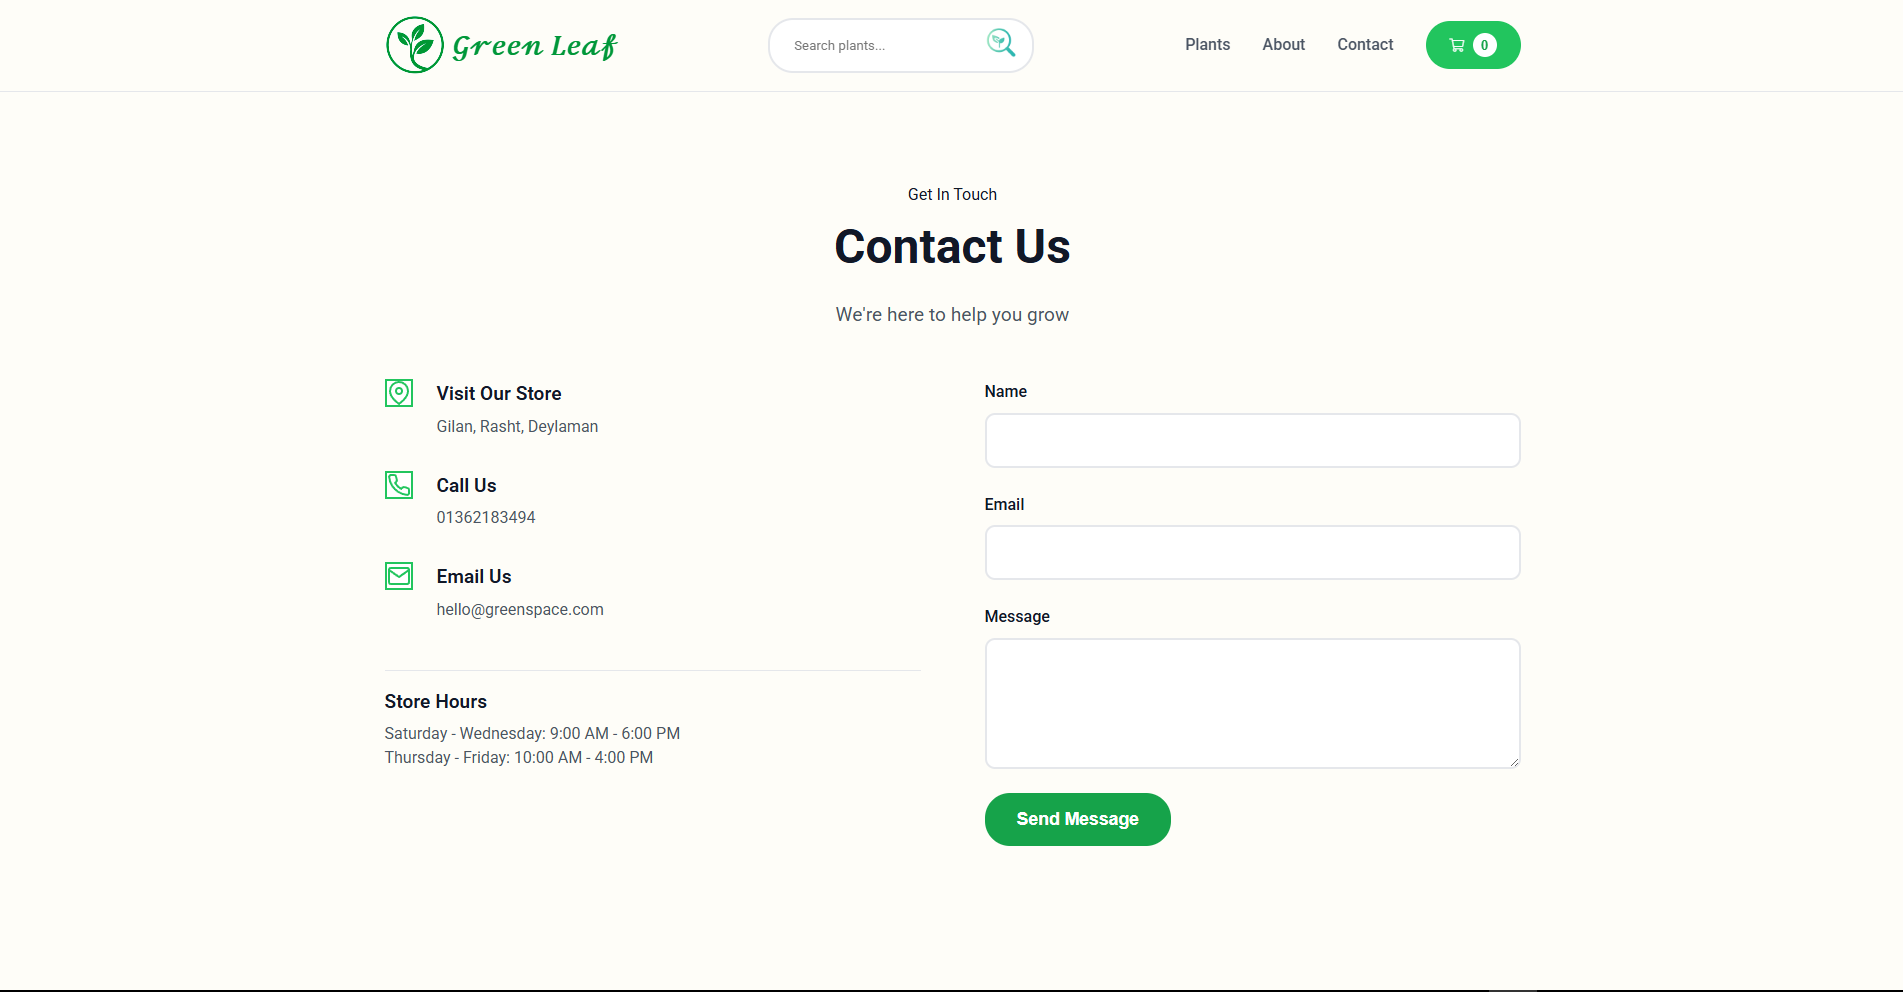 Green Leaf
Search plants...
Plants
About
Contact
0
Get In Touch
Contact Us
We're here to help you grow
Visit Our Store
Gilan, Rasht, Deylaman
Call Us
01362183494
Email Us
hello@greenspace.com
Store Hours
Saturday - Wednesday: 9:00 AM - 6:00 PM
Thursday - Friday: 10:00 AM - 4:00 PM
Name
Email
Message
Send Message